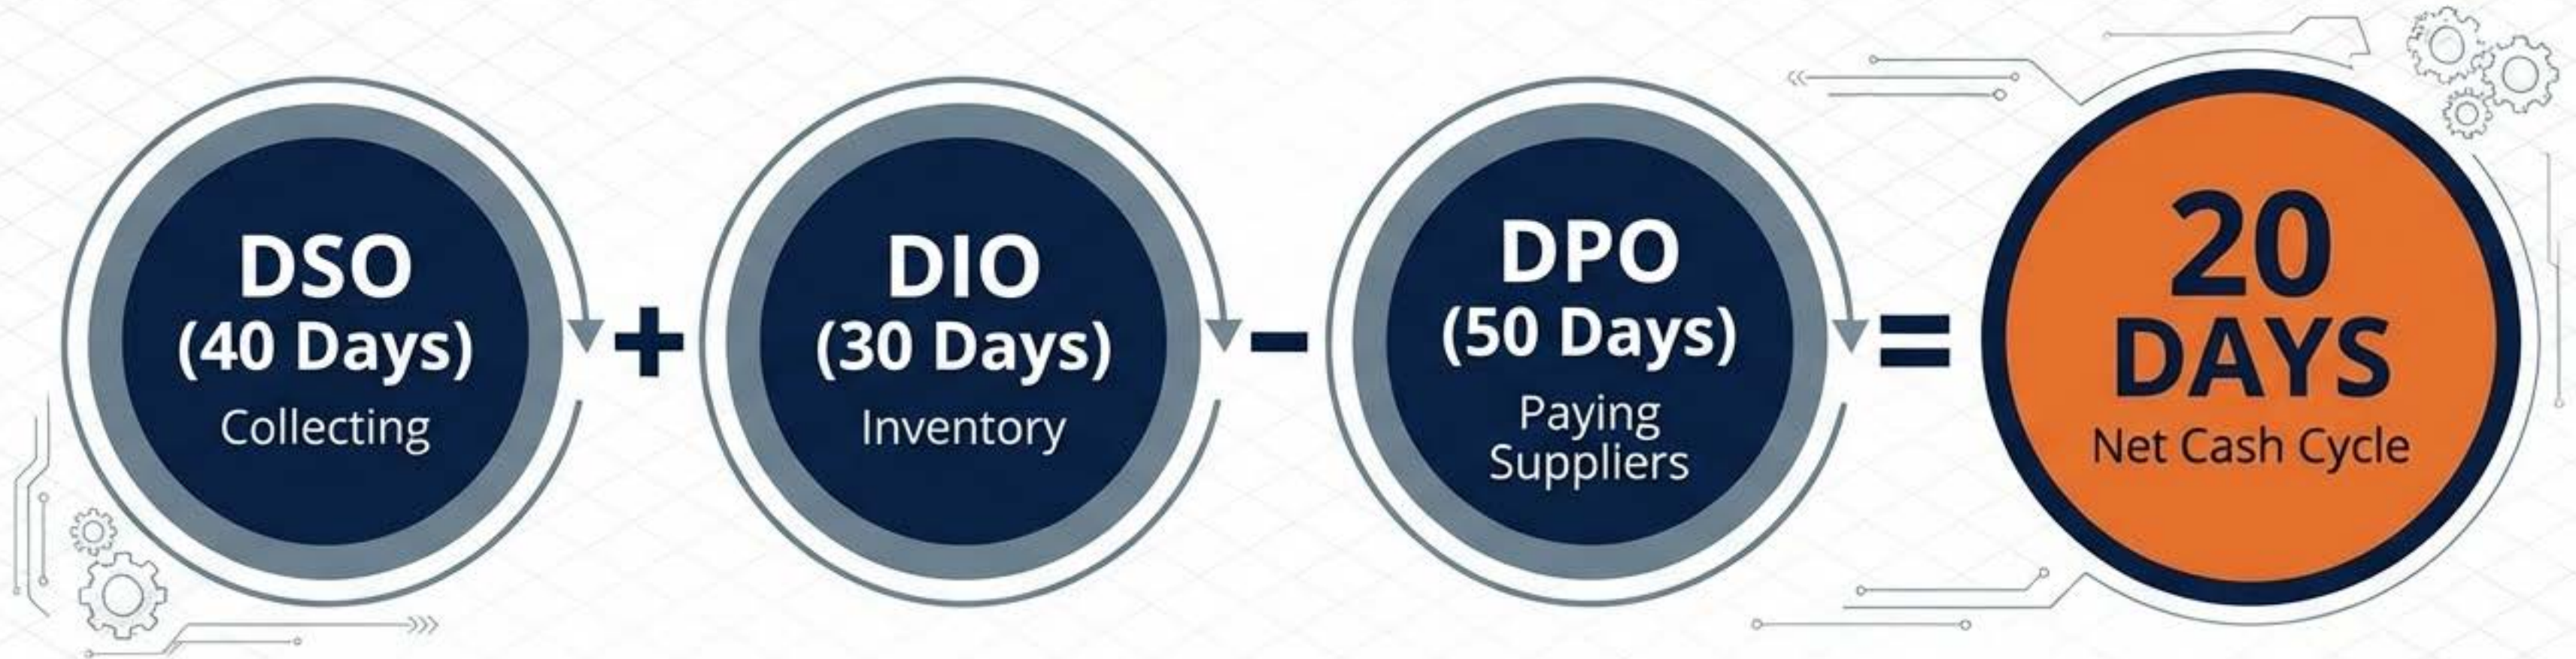 DSO
(40 Days)
Collecting
+
DIO
(30 Days)
Inventory
-
DPO
(50 Days)
Paying
Suppliers
=
20
DAYS
Net Cash Cycle